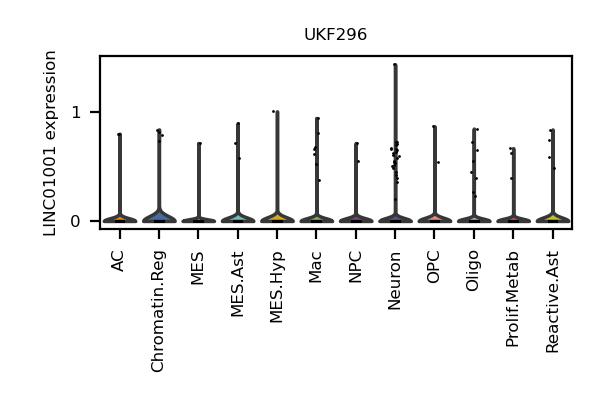 UKF296
LINC01001 expression
1
0
AC
Chromatin.Reg
MES
MES.Ast
MES.Hyp
Mac
NPC
Neuron
OPC
Oligo
Prolif.Metab
Reactive.Ast